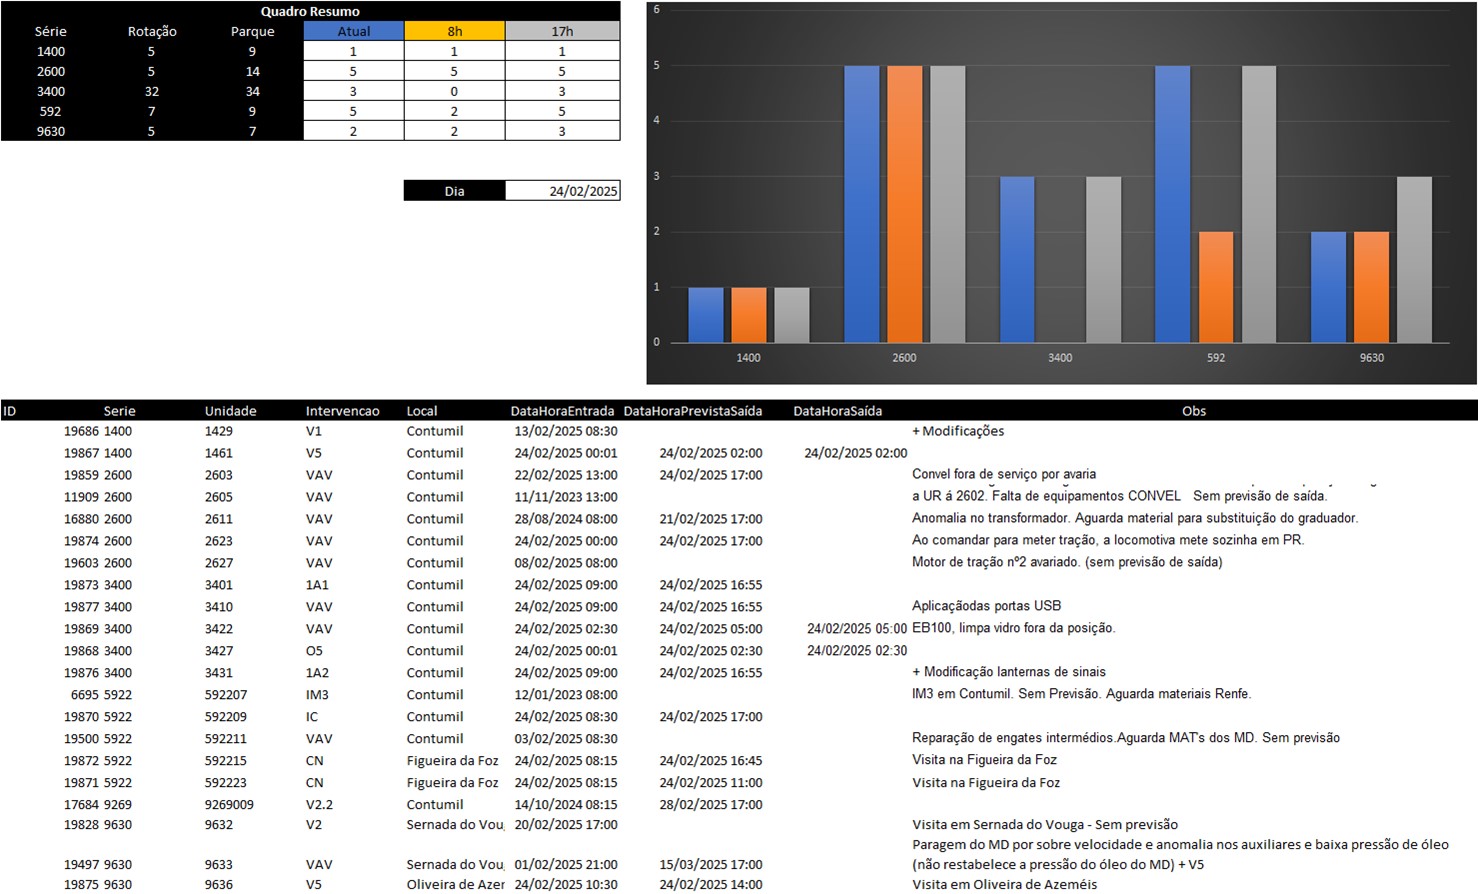 Quadro Resumo
Série Rotação Parque Atual 8h 17h
1400 5 9 1 1 1
2600 5 14 5 5 5
3400 32 34 3 0 3
592 7 9 5 2 5
9630 5 7 2 2 3
Dia 24/02/2025
6
5
4
3
2
1
0
1400 2600 3400 592 9630
ID Serie Unidade Intervencao Local DataHoraEntrada DataHoraPrevistaSaída DataHoraSaída Obs
19686 1400 1429 V1 Contumil 13/02/2025 08:30 + Modificações
19867 1400 1461 V5 Contumil 24/02/2025 00:01 24/02/2025 02:00 24/02/2025 02:00
19859 2600 2603 VAV Contumil 22/02/2025 13:00 24/02/2025 17:00 Convel fora de serviço por avaria
11909 2600 2605 VAV Contumil 11/11/2023 13:00 a UR á 2602. Falta de equipamentos CONVEL Sem previsão de saída.
16880 2600 2611 VAV Contumil 28/08/2024 08:00 21/02/2025 17:00 Anomalia no transformador. Aguarda material para substituição do graduador.
19874 2600 2623 VAV Contumil 24/02/2025 00:00 24/02/2025 17:00 Ao comandar para meter tração, a locomotiva mete sozinha em PR.
19603 2600 2627 VAV Contumil 08/02/2025 08:00 Motor de tração nº2 avariado. (sem previsão de saída)
19873 3400 3401 1A1 Contumil 24/02/2025 09:00 24/02/2025 16:55
19877 3400 3410 VAV Contumil 24/02/2025 09:00 24/02/2025 16:55 Aplicaçãodas portas USB
19869 3400 3422 VAV Contumil 24/02/2025 02:30 24/02/2025 05:00 24/02/2025 05:00 EB100, limpa vidro fora da posição.
19868 3400 3427 O5 Contumil 24/02/2025 00:01 24/02/2025 02:30 24/02/2025 02:30
19876 3400 3431 1A2 Contumil 24/02/2025 09:00 24/02/2025 16:55 + Modificação lanternas de sinais
6695 5922 592207 IM3 Contumil 12/01/2023 08:00 IM3 em Contumil. Sem Previsão. Aguarda materiais Renfe.
19870 5922 592209 IC Contumil 24/02/2025 08:30 24/02/2025 17:00
19500 5922 592211 VAV Contumil 03/02/2025 08:30 Reparação de engates intermédios.Aguarda MAT's dos MD. Sem previsão
19872 5922 592215 CN Figueira da Foz 24/02/2025 08:15 24/02/2025 16:45 Visita na Figueira da Foz
19871 5922 592223 CN Figueira da Foz 24/02/2025 08:15 24/02/2025 11:00 Visita na Figueira da Foz
17684 9269 9269009 V2.2 Contumil 14/10/2024 08:15 28/02/2025 17:00
19828 9630 9632 V2 Sernada do Vou 20/02/2025 17:00 Visita em Sernada do Vouga - Sem previsão
Paragem do MD por sobre velocidade e anomalia nos auxiliares e baixa pressão de óleo
19497 9630 9633 VAV Sernada do Vou 01/02/2025 21:00 15/03/2025 17:00 (não restabelece a pressão do óleo do MD) + V5
19875 9630 9636 V5 Oliveira de Azer 24/02/2025 10:30 24/02/2025 14:00 Visita em Oliveira de Azeméis